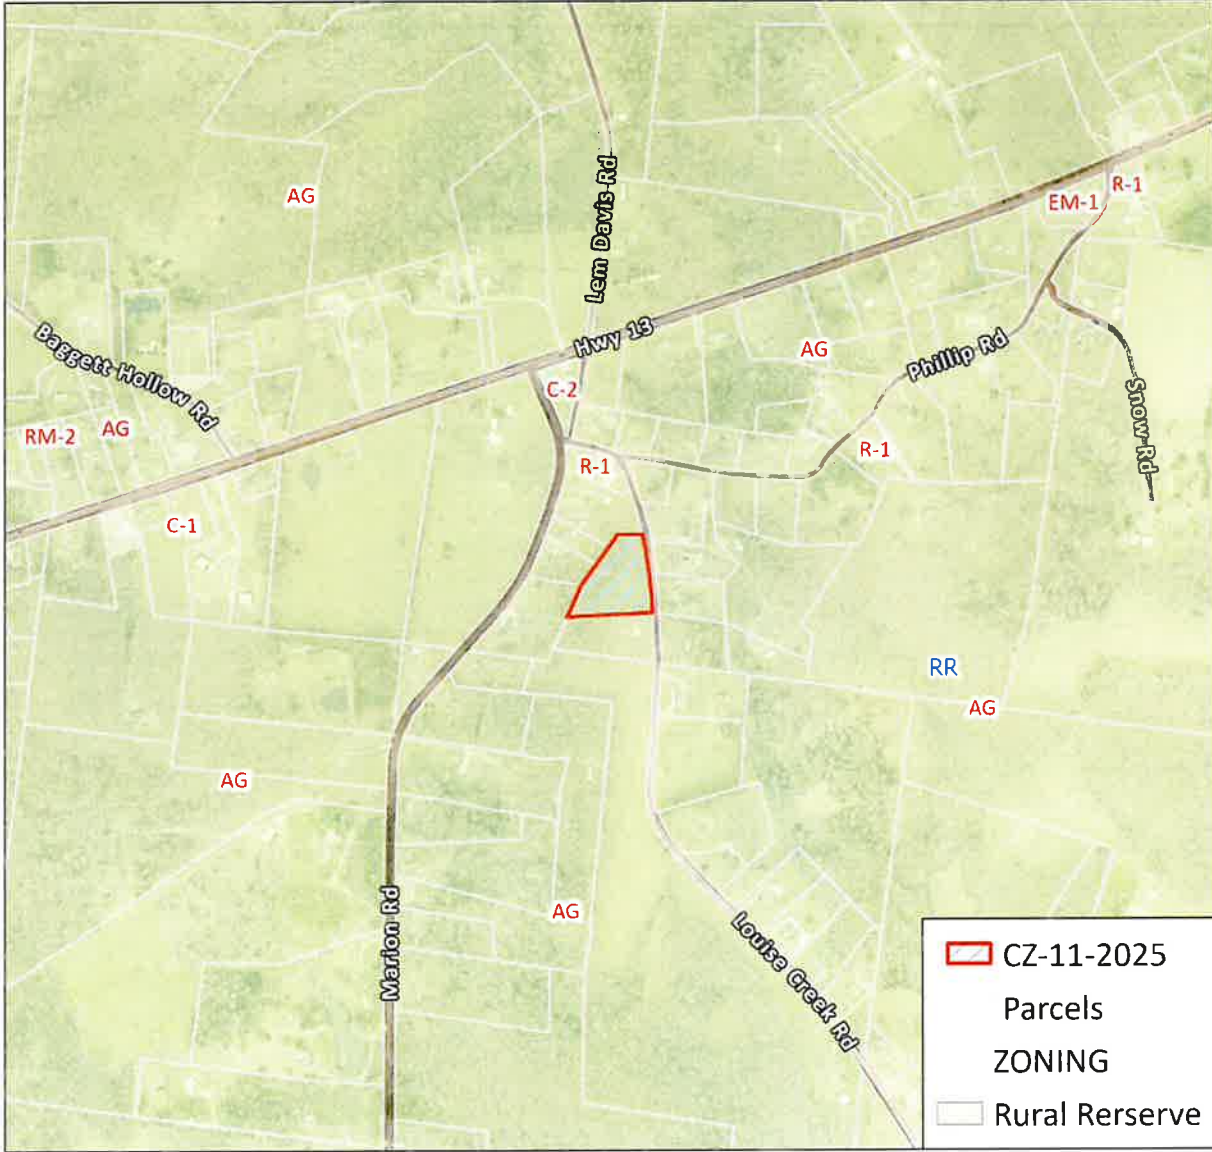 AG
Lem Davis Rd
R-1
EM-1
Hwy 13
Baggett Hollow Rd
AG
Phillip Rd
C-2
Snow Rd
RM-2
AG
R-1
R-1
C-1
RR
AG
AG
AG
Marion Rd
Louise Creek Rd
CZ-11-2025
Parcels
ZONING
Rural Rerserve